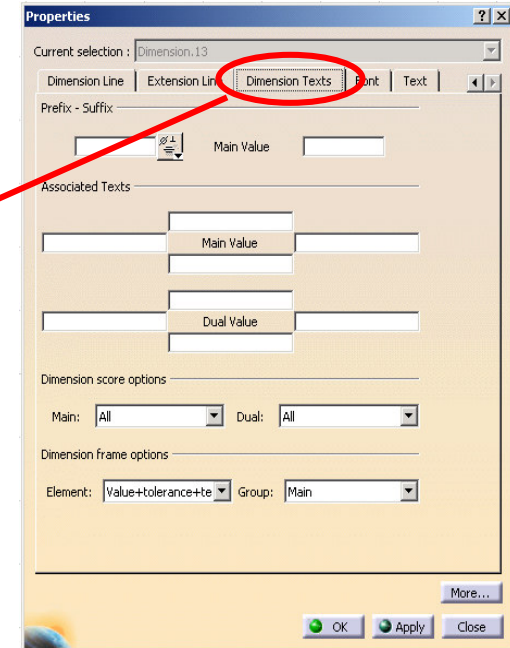 Properties
Current selection : Dimension.13
Dimension Line Extension Lin Dimension Texts Font Text
Prefix - Suffix
Main Value
Associated Texts
Main Value
Dual Value
Dimension score options
Main: All Dual: All
Dimension frame options
Element: Value+tolerance+te Group: Main
More...
OK Apply Close